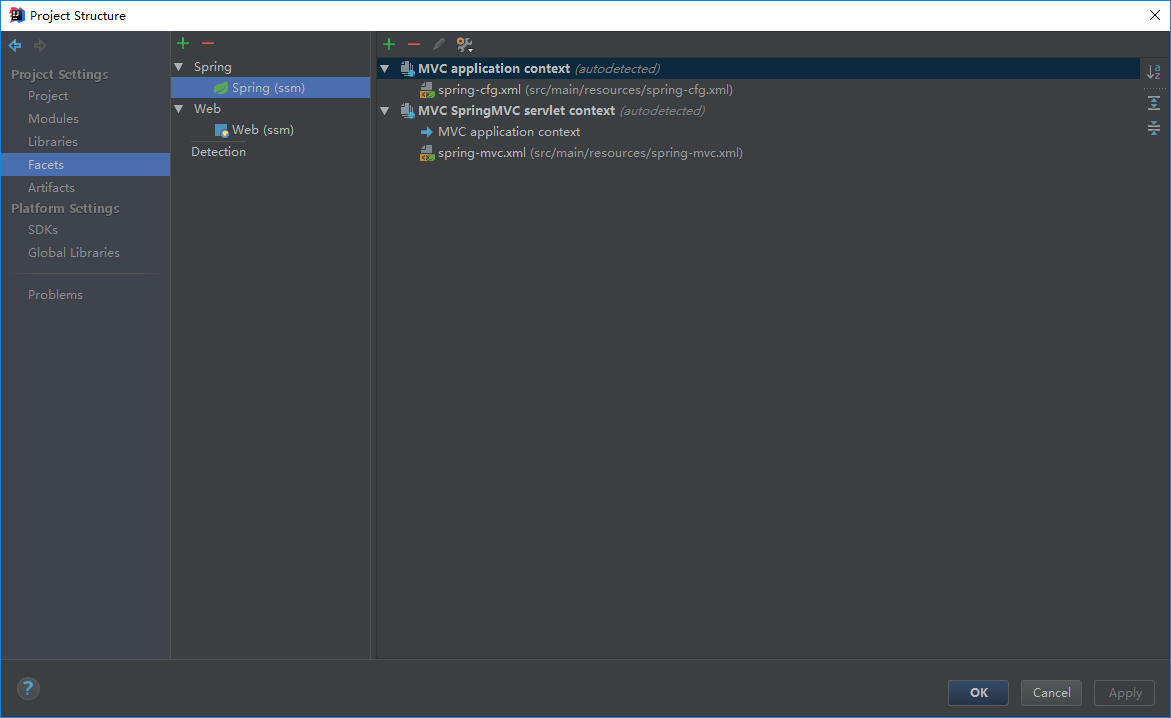 Project Structure
Project Settings
Project
Modules
Libraries
Facets
Artifacts
Platform Settings
SDKs
Global Libraries
Problems
Spring
Spring (ssm)
Web
Web (ssm)
Detection
MVC application context (autodetected)
spring-cfg.xml (src/main/resources/spring-cfg.xml)
MVC SpringMVC servlet context (autodetected)
MVC application context
spring-mvc.xml (src/main/resources/spring-mvc.xml)
a
z
?
OK
Cancel
Apply